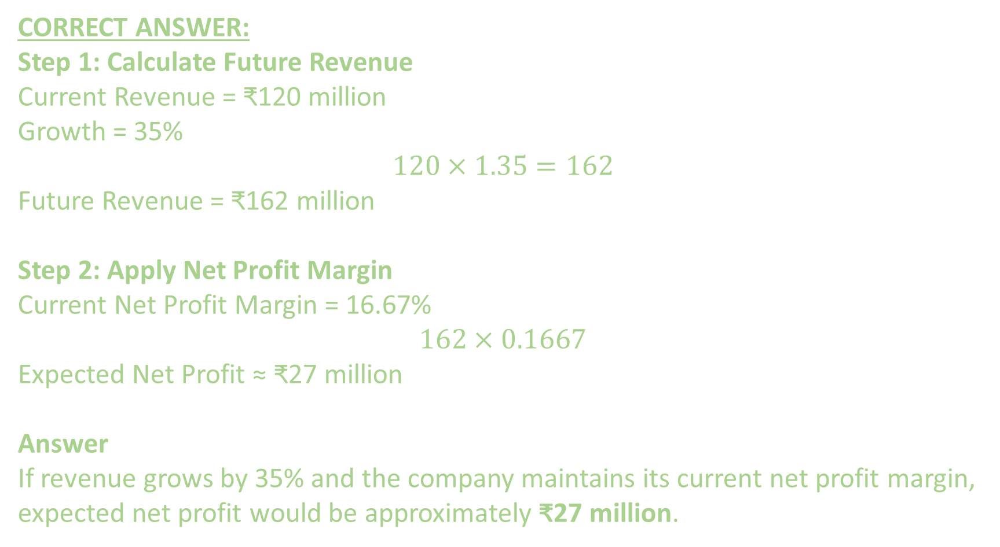 CORRECT ANSWER:
Step 1: Calculate Future Revenue
Current Revenue = ₹120 million
Growth = 35%
120 × 1.35 = 162
Future Revenue = ₹162 million
Step 2: Apply Net Profit Margin
Current Net Profit Margin = 16.67%
162 × 0.1667
Expected Net Profit ≈ ₹27 million
Answer
If revenue grows by 35% and the company maintains its current net profit margin,
expected net profit would be approximately ₹27 million.